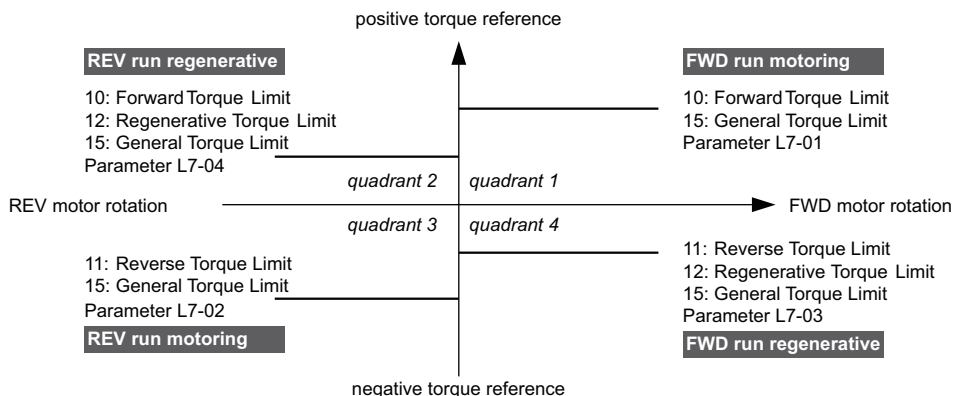 positive torque reference
REV run regenerative
10: Forward Torque Limit
12: Regenerative Torque Limit
15: General Torque Limit
Parameter L7-04
FWD run motoring
10: Forward Torque Limit
15: General Torque Limit
Parameter L7-01
quadrant 2
quadrant 1
REV motor rotation
FWD motor rotation
quadrant 3
quadrant 4
11: Reverse Torque Limit
15: General Torque Limit
Parameter L7-02
REV run motoring
11: Reverse Torque Limit
12: Regenerative Torque Limit
15: General Torque Limit
Parameter L7-03
FWD run regenerative
negative torque reference